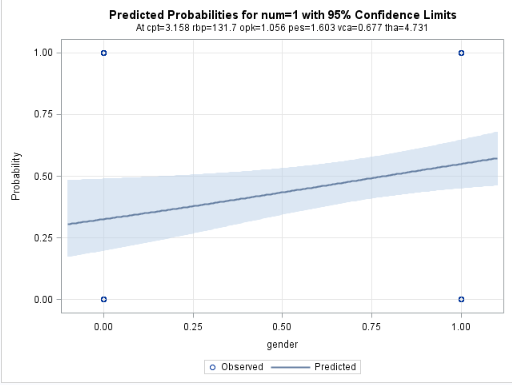 Predicted Probabilities for num=1 with 95% Confidence Limits
At cpt=3.158 rbp=131.7 opk=1.056 pes=1.603 vca=0.677 tha=4.731
1.00
0.75
Probability
0.50
0.25
0.00
0.00 0.25 0.50 0.75 1.00
gender
Observed Predicted